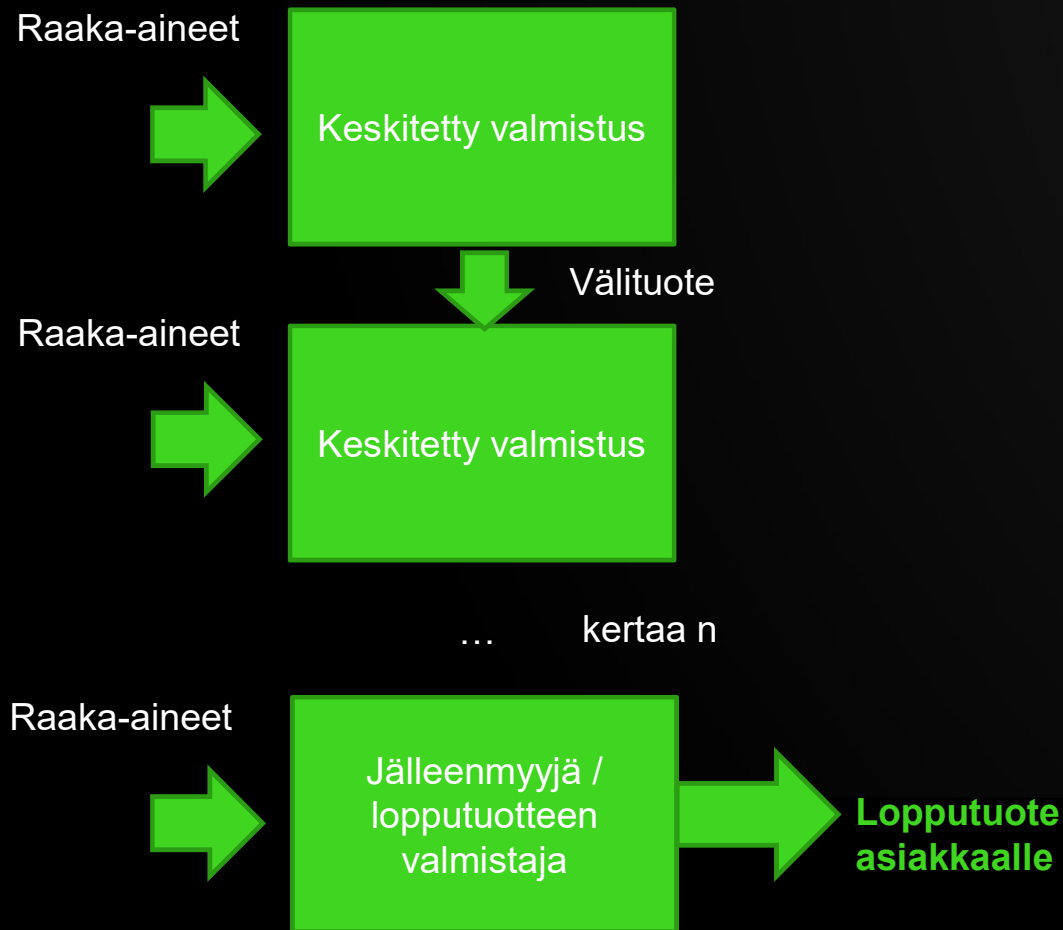 Raaka-aineet
Keskitetty valmistus
Välituote
Raaka-aineet
Keskitetty valmistus
… kertaa n
Raaka-aineet
Jälleenmyyjä /
lopputuotteen
valmistaja
Lopputuote
asiakkaalle